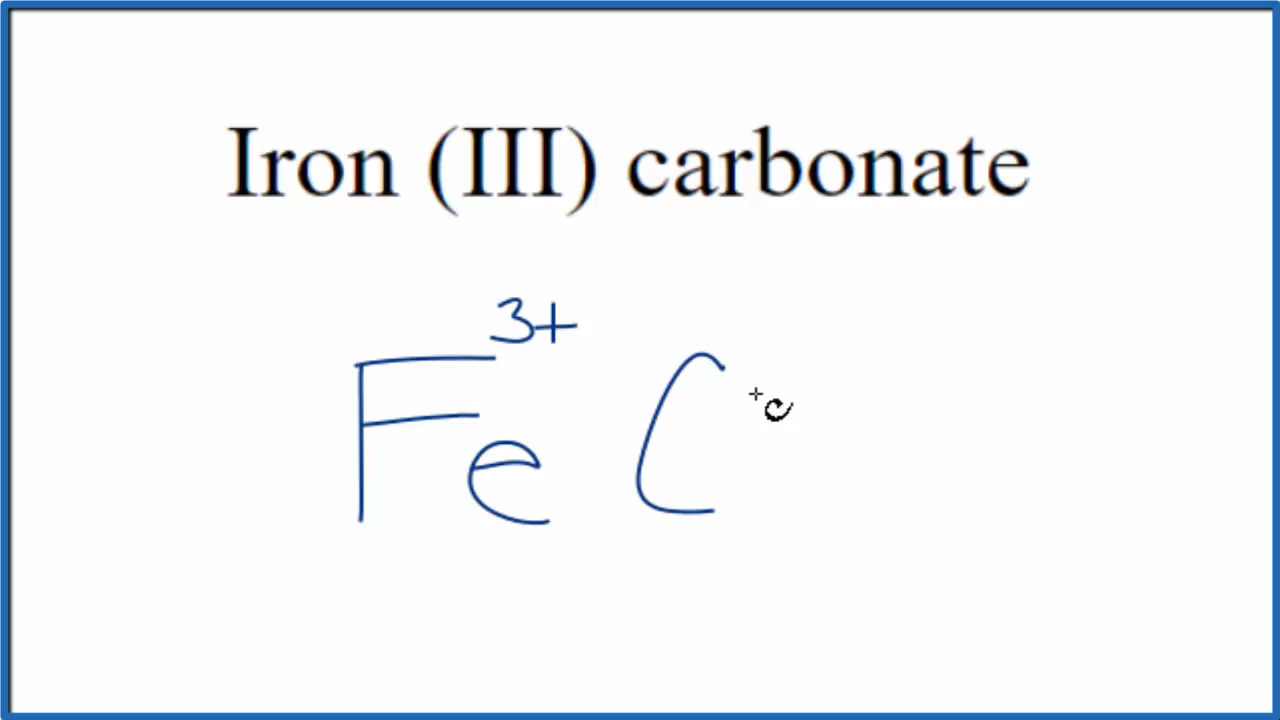 Iron (III) carbonate
Fe³⁺ C